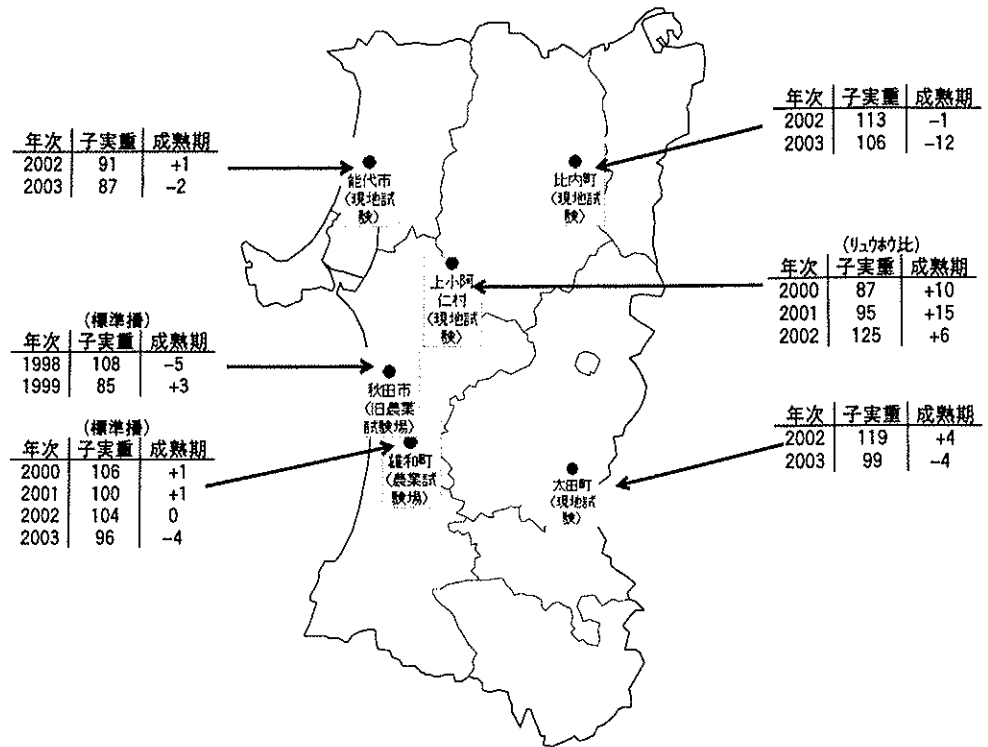 年次 子実重 成熟期
2002 91 +1
2003 87 -2
能代市
(現地試
験)
年次 子実重 成熟期
2002 113 -1
2003 106 -12
比内町
(現地試
験)
(リュウホウ比)
年次 子実重 成熟期
2000 87 +10
2001 95 +15
2002 125 +6
上小阿
仁村
(現地試
験)
(標準播)
年次 子実重 成熟期
1998 108 -5
1999 85 +3
秋田市
(旧農業
試験場)
(標準播)
年次 子実重 成熟期
2000 106 +1
2001 100 +1
2002 104 0
2003 96 -4
雄和町
(農業試
験場)
年次 子実重 成熟期
2002 119 +4
2003 99 -4
太田町
(現地試
験)